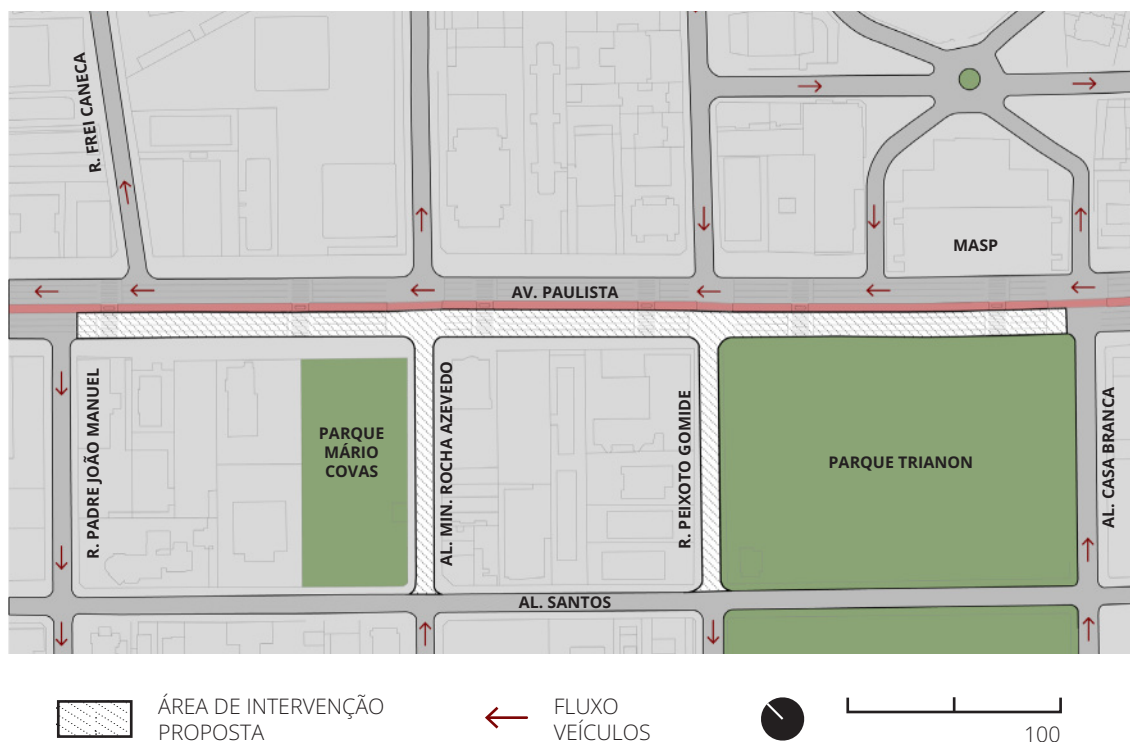 R. FREI CANECA
MASP
AV. PAULISTA
R. PADRE JOÃO MANUEL
PARQUE
MÁRIO
COVAS
AL. MIN. ROCHA AZEVEDO
R. PEIXOTO GOMIDE
PARQUE TRIANON
AL. CASA BRANCA
AL. SANTOS
ÁREA DE INTERVENÇÃO
PROPOSTA
FLUXO
VEÍCULOS
100